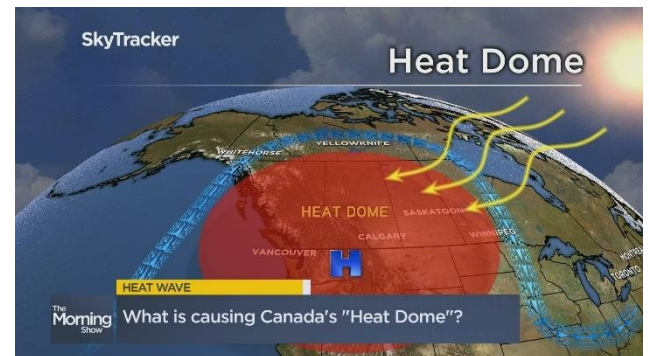 SkyTracker
Heat Dome
WHITEHORSE
YELLOWKNIFE
HEAT DOME
SASKATOON
CALGARY
WINNIPEG
VANCOUVER
H
MONTREAL
TORONTO
HEAT WAVE
The
Morning
Show
What is causing Canada's "Heat Dome"?